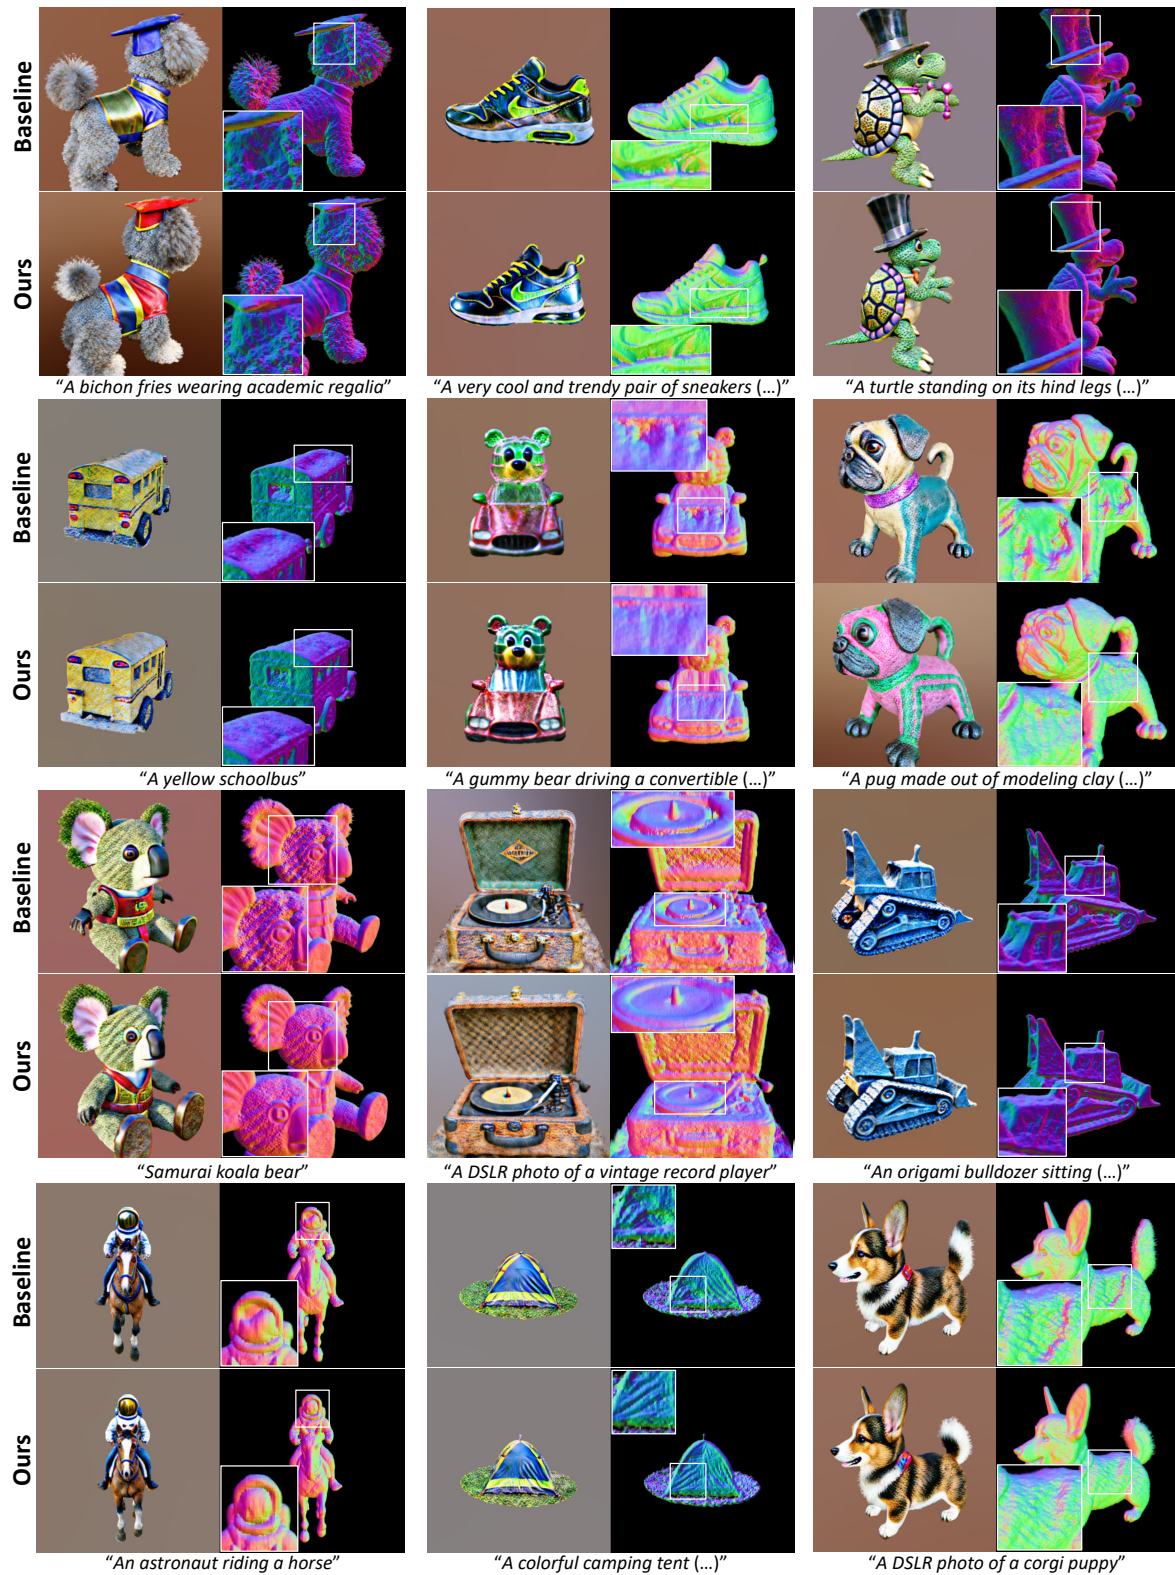 Baseline
Ours
“A bichon fries wearing academic regalia”
“A very cool and trendy pair of sneakers (...)”
“A turtle standing on its hind legs (...)”
Baseline
Ours
“A yellow schoolbus”
“A gummy bear driving a convertible (...)”
“A pug made out of modeling clay (...)”
Baseline
Ours
“Samurai koala bear”
“A DSLR photo of a vintage record player”
“An origami bulldozer sitting (...)”
Baseline
Ours
“An astronaut riding a horse”
“A colorful camping tent (...)”
“A DSLR photo of a corgi puppy”